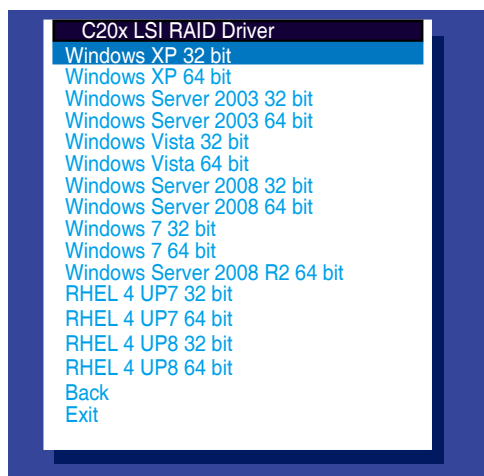 C20x LSI RAID Driver
Windows XP 32 bit
Windows XP 64 bit
Windows Server 2003 32 bit
Windows Server 2003 64 bit
Windows Vista 32 bit
Windows Vista 64 bit
Windows Server 2008 32 bit
Windows Server 2008 64 bit
Windows 7 32 bit
Windows 7 64 bit
Windows Server 2008 R2 64 bit
RHEL 4 UP7 32 bit
RHEL 4 UP7 64 bit
RHEL 4 UP8 32 bit
RHEL 4 UP8 64 bit
Back
Exit